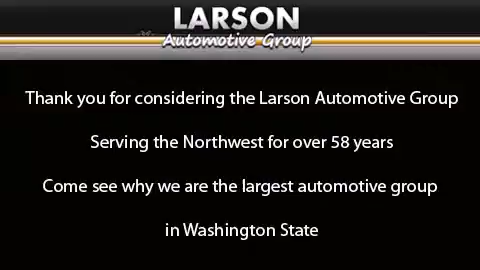 LARSON
Automotive Group
Thank you for considering the Larson Automotive Group
Serving the Northwest for over 58 years
Come see why we are the largest automotive group
in Washington State